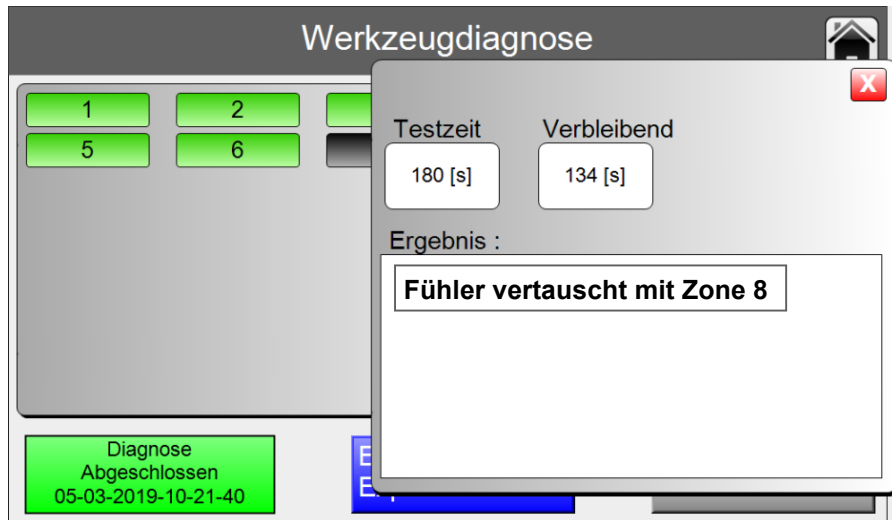 Werkzeugdiagnose
X
1 2
5 6
Testzeit Verbleibend
180 [s] 134 [s]
Ergebnis :
Fühler vertauscht mit Zone 8
Diagnose
Abgeschlossen
05-03-2019-10-21-40